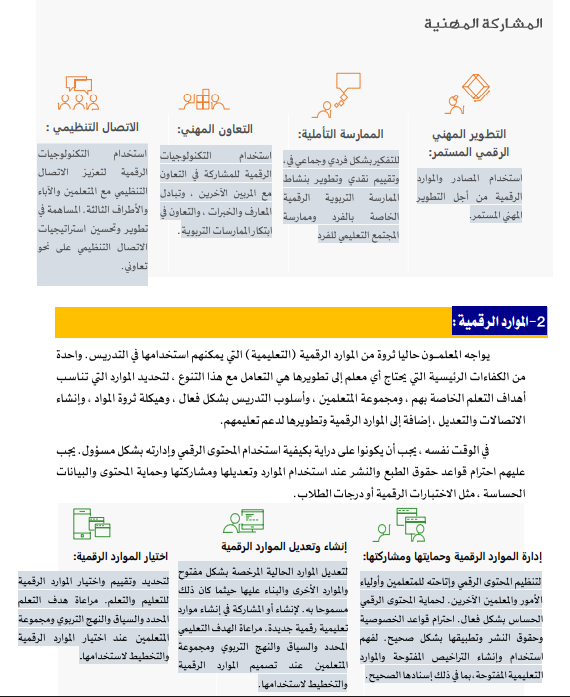 المشاركة المهنية
الاتصال التنظيمي :
استخدام التكنولوجيات
الرقمية لتعزيز الاتصال
التنظيمي مع المتعلمين والآباء
والأطراف الثالثة. المساهمة في
تطوير وتحسين استراتيجيات
الاتصال التنظيمي على نحو
تعاوني.
التعاون المهني:
استخدام التكنولوجيات
الرقمية للمشاركة في التعاون
مع المربين الآخرين ، وتبادل
المعارف والخبرات ، والتعاون في
ابتكار الممارسات التربوية .
الممارسة التأملية:
للتفكير بشكل فردي وجماعي في ،
وتقييم نقدي وتطوير بنشاط
الممارسة التربوية الرقمية
الخاصة بالفرد وممارسة
المجتمع التعليمي للفرد
التطوير المهني
الرقمي المستمر:
استخدام المصادر والموارد
الرقمية من أجل التطوير
المهني المستمر.
2-الموارد الرقمية :
يواجه المعلمون حاليا ثروة من الموارد الرقمية (التعليمية) التي يمكنهم استخدامها في التدريس. واحدة
من الكفاءات الرئيسية التي يحتاج أي معلم إلى تطويرها هي التعامل مع هذا التنوع ، لتحديد الموارد التي تناسب
أهداف التعلم الخاصة بهم ، ومجموعة المتعلمين ، وأسلوب التدريس بشكل فعال ، وهيكلة ثروة المواد ، وإنشاء
الاتصالات والتعديل ، إضافة إلى الموارد الرقمية وتطويرها لدعم تعليمهم.
في الوقت نفسه ، يجب أن يكونوا على دراية بكيفية استخدام المحتوى الرقمي وإدارته بشكل مسؤول. يجب
عليهم احترام قواعد حقوق الطبع والنشر عند استخدام الموارد وتعديلها ومشاركتها وحماية المحتوى والبيانات
الحساسة ، مثل الاختبارات الرقمية أو درجات الطلاب.
إدارة الموارد الرقمية وحمايتها ومشاركتها:
لتنظيم المحتوى الرقمي وإتاحته للمتعلمين وأولياء
الأمور والمعلمين الآخرين. لحماية المحتوى الرقمي
الحساس بشكل فعال. احترام قواعد الخصوصية
وحقوق النشر وتطبيقها بشكل صحيح. لفهم
استخدام وإنشاء التراخيص المفتوحة والموارد
التعليمية المفتوحة، بما في ذلك إسنادها الصحيح.
إنشاء وتعديل الموارد الرقمية
لتعديل الموارد الحالية المرخصة بشكل مفتوح
والموارد الأخرى والبناء عليها حيثما كان ذلك
مسموحا به. لإنشاء أو المشاركة في إنشاء موارد
تعليمية رقمية جديدة. مراعاة الهدف التعليمي
المحدد والسياق والنهج التربوي ومجموعة
المتعلمين عند تصميم الموارد الرقمية
والتخطيط لاستخدامها.
اختيار الموارد الرقمية:
لتحديد وتقييم واختيار الموارد الرقمية
للتعليم والتعلم. مراعاة هدف التعلم
المحدد والسياق والنهج التربوي ومجموعة
المتعلمين عند اختيار الموارد الرقمية
والتخطيط لاستخدامها.